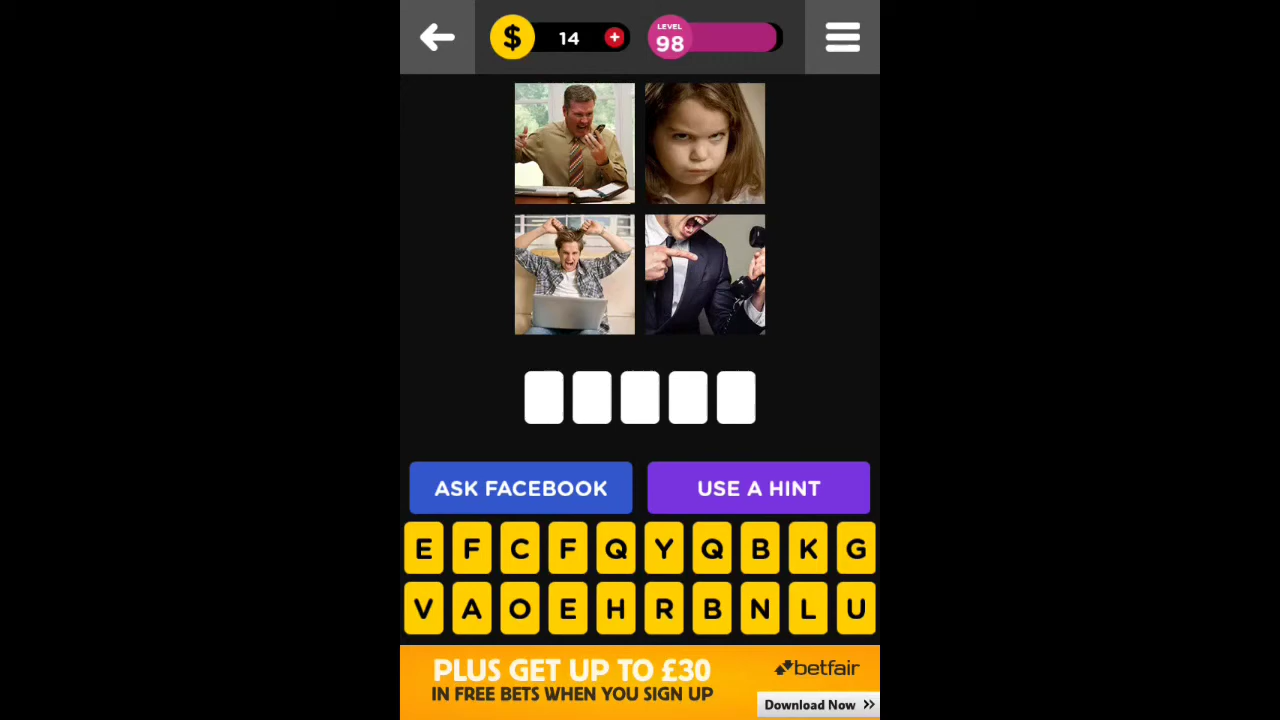 $ 14 + LEVEL
98
ASK FACEBOOK USE A HINT
E F C F Q Y Q B K G
V A O E H R B N L U
PLUS GET UP TO £30
IN FREE BETS WHEN YOU SIGN UP
betfair
Download Now >>